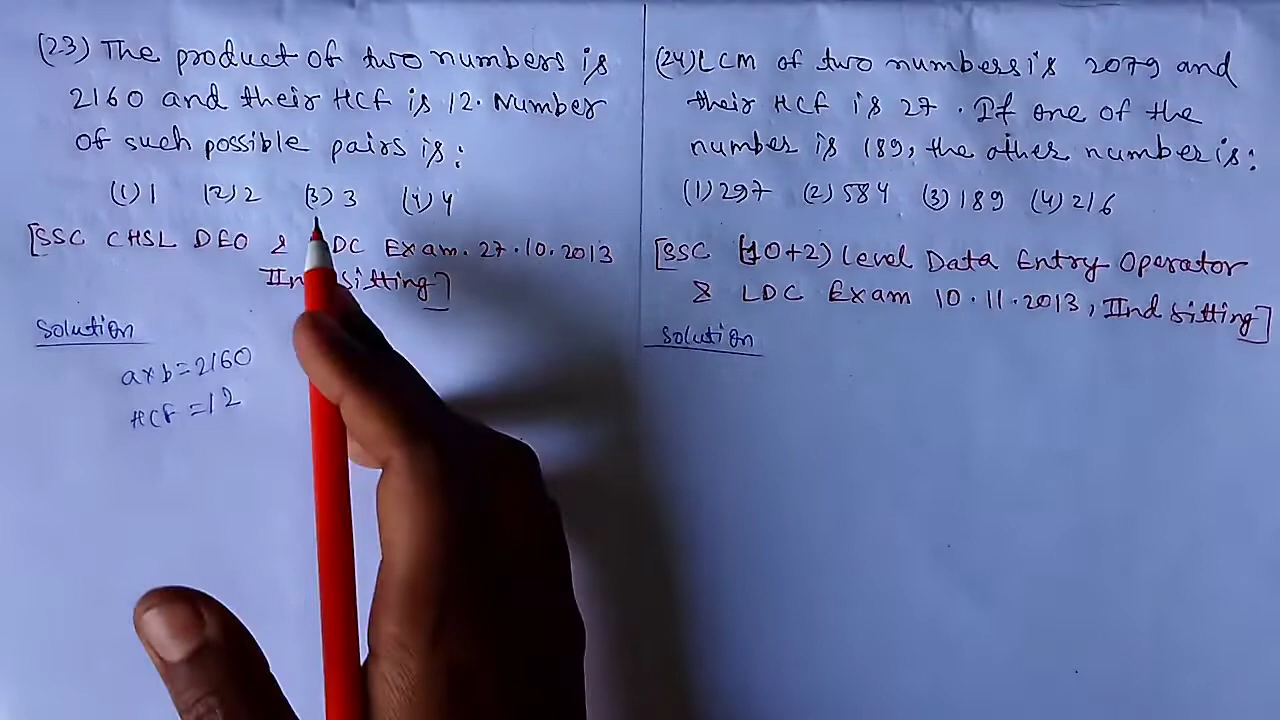 (23) The product of two numbers is
2160 and their HCF is 12. Number
of such possible pairs is:
(1) 1 (2) 2 (3) 3 (4) 4
[SSC CHSL DEO & LDC Exam. 27.10.2013
IInd sitting]
Solution
a×b=2160
HCF =12
(24) LCM of two numbers is 2079 and
their HCF is 27. If one of the
number is 189, the other number is:
(1) 297 (2) 584 (3) 189 (4) 216
[SSC (10+2) Level Data Entry Operator
& LDC Exam 10.11.2013, IInd sitting]
Solution